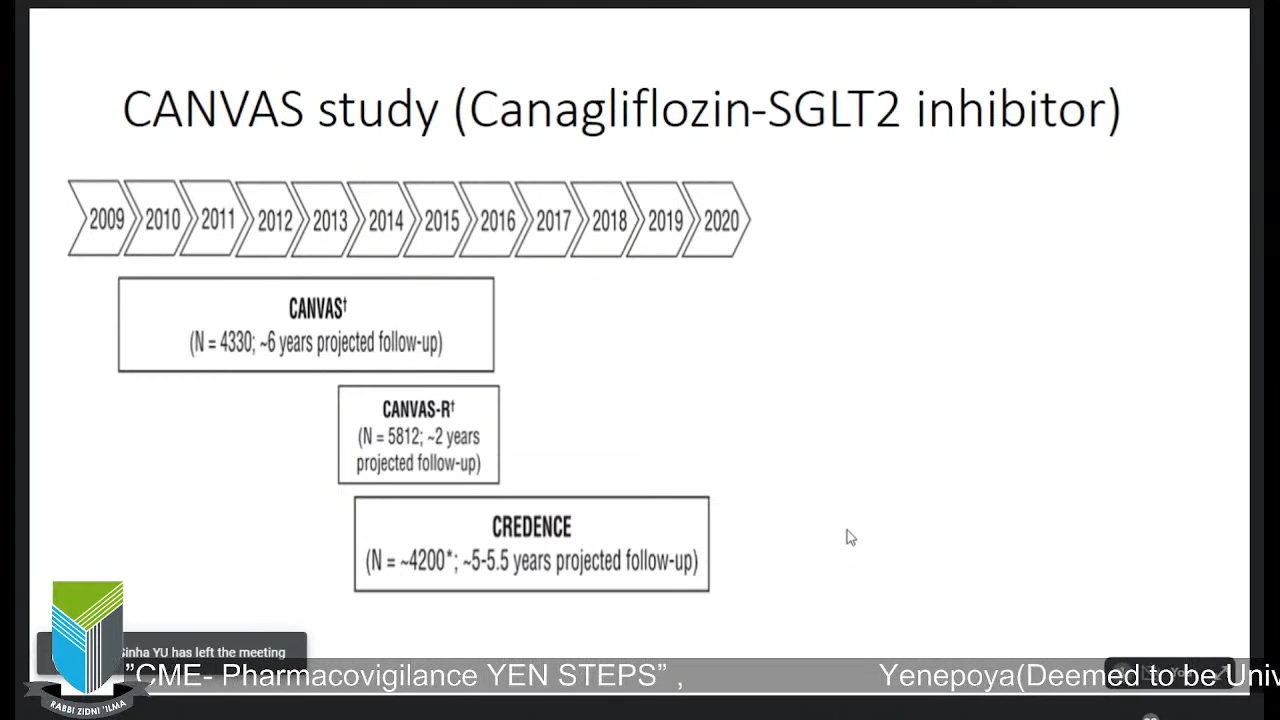 CANVAS study (Canagliflozin-SGLT2 inhibitor)
2009 2010 2011 2012 2013 2014 2015 2016 2017 2018 2019 2020
CANVAS†
(N = 4330; ~6 years projected follow-up)
CANVAS-R†
(N = 5812; ~2 years
projected follow-up)
CREDENCE
(N = ~4200*; ~5-5.5 years projected follow-up)
Sinha YU has left the meeting
”CME- Pharmacovigilance YEN STEPS” , Yenepoya(Deemed to be Univ
RABBI ZIDNI 'ILMA